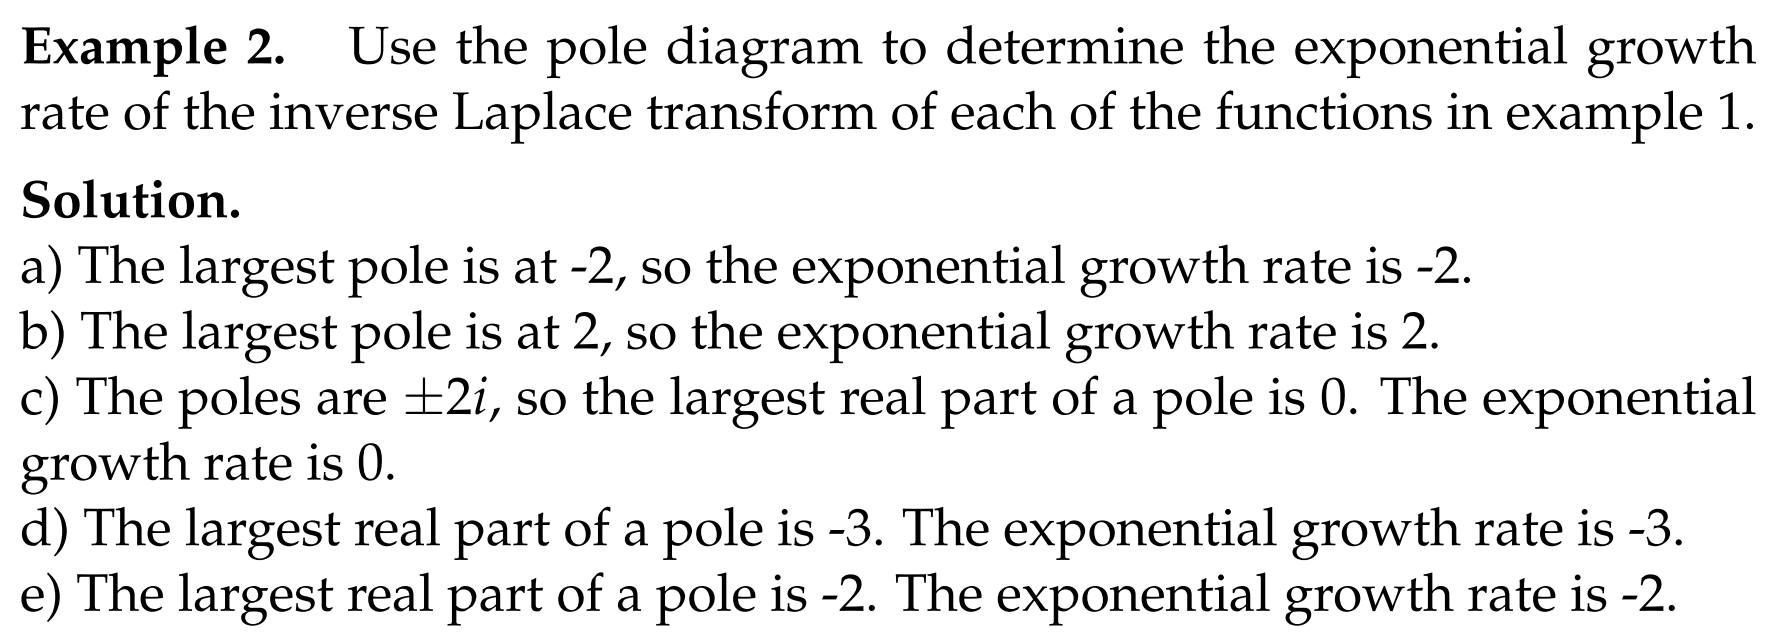 Example 2. Use the pole diagram to determine the exponential growth
rate of the inverse Laplace transform of each of the functions in example 1.
Solution.
a) The largest pole is at -2, so the exponential growth rate is -2.
b) The largest pole is at 2, so the exponential growth rate is 2.
c) The poles are ±2i, so the largest real part of a pole is 0. The exponential
growth rate is 0.
d) The largest real part of a pole is -3. The exponential growth rate is -3.
e) The largest real part of a pole is -2. The exponential growth rate is -2.